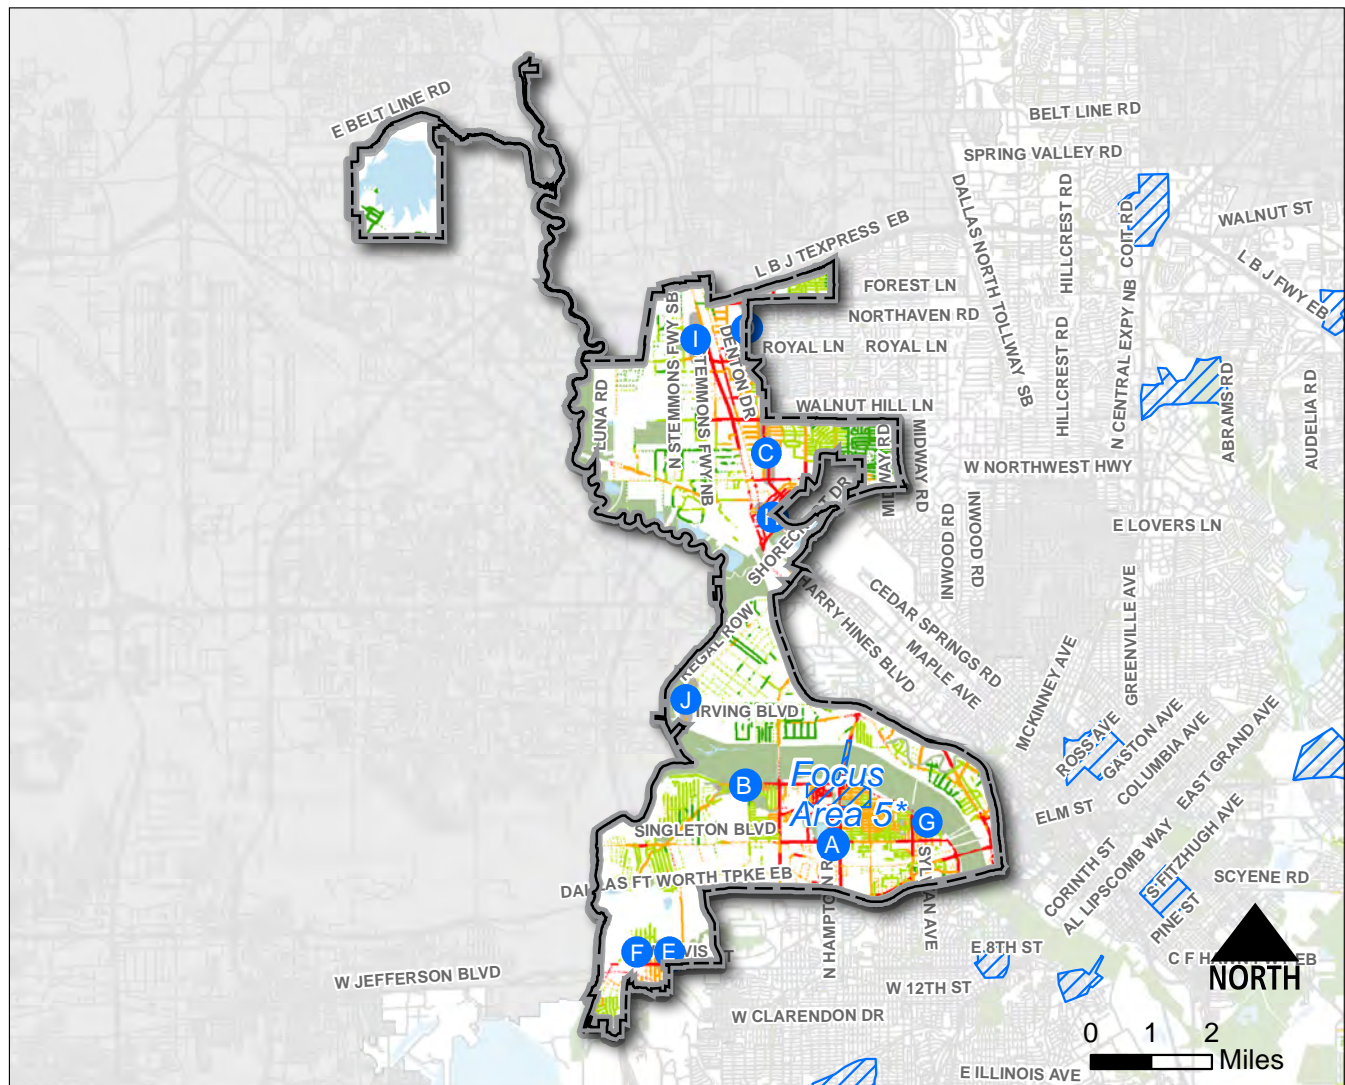 E BELT LINE RD
BELT LINE RD
SPRING VALLEY RD
DALLAS NORTH TOLLWAY SB
HILLCREST RD
COIT RD
WALNUT ST
L B J TEXPRESS EB
L B J FWY EB
FOREST LN
NORTHAVEN RD
ROYAL LN
ROYAL LN
N STEMMONS FWY SB
I
DENTON DR
TEMMONS FWY NB
HILLCREST RD
N CENTRAL EXPY NB
ABRAMS RD
AUDELIA RD
LUNA RD
WALNUT HILL LN
MIDWAY RD
C
W NORTHWEST HWY
INWOOD RD
INWOOD RD
E LOVERS LN
SHORECREST DR
HARRY HINES BLVD
CEDAR SPRINGS RD
MAPLE AVE
GREENVILLE AVE
MCKINNEY AVE
REGAL ROW
J
IRVING BLVD
ROSS AVE
GASTON AVE
COLUMBIA AVE
EAST GRAND AVE
B
Focus
Area 5*
G
ELM ST
SINGLETON BLVD
A
DALLAS FT WORTH TPKE EB
CORINTH ST
AL LIPSCOMB WAY
S FITZHUGH AVE
PINE ST
SCYENE RD
N HAMPTON R
SYL AN AVE
F
E
VIS T
E 8TH ST
W JEFFERSON BLVD
W 12TH ST
W CLARENDON DR
E ILLINOIS AVE
NORTH
0 1 2
Miles